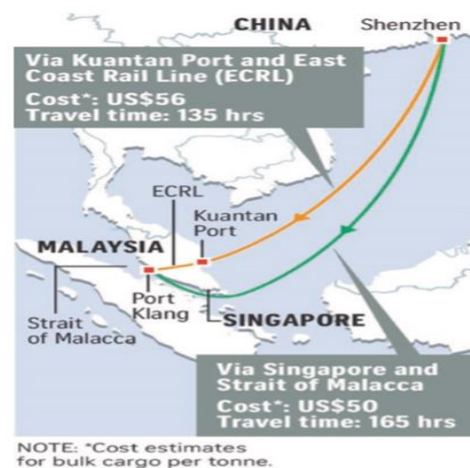 CHINA
Shenzhen
Via Kuantan Port and East
Coast Rail Line (ECRL)
Cost*: US$56
Travel time: 135 hrs
ECRL
Kuantan
Port
MALAYSIA
Port
Klang
Strait
of Malacca
SINGAPORE
Via Singapore and
Strait of Malacca
Cost*: US$50
Travel time: 165 hrs
NOTE: *Cost estimates
for bulk cargo per tonne.